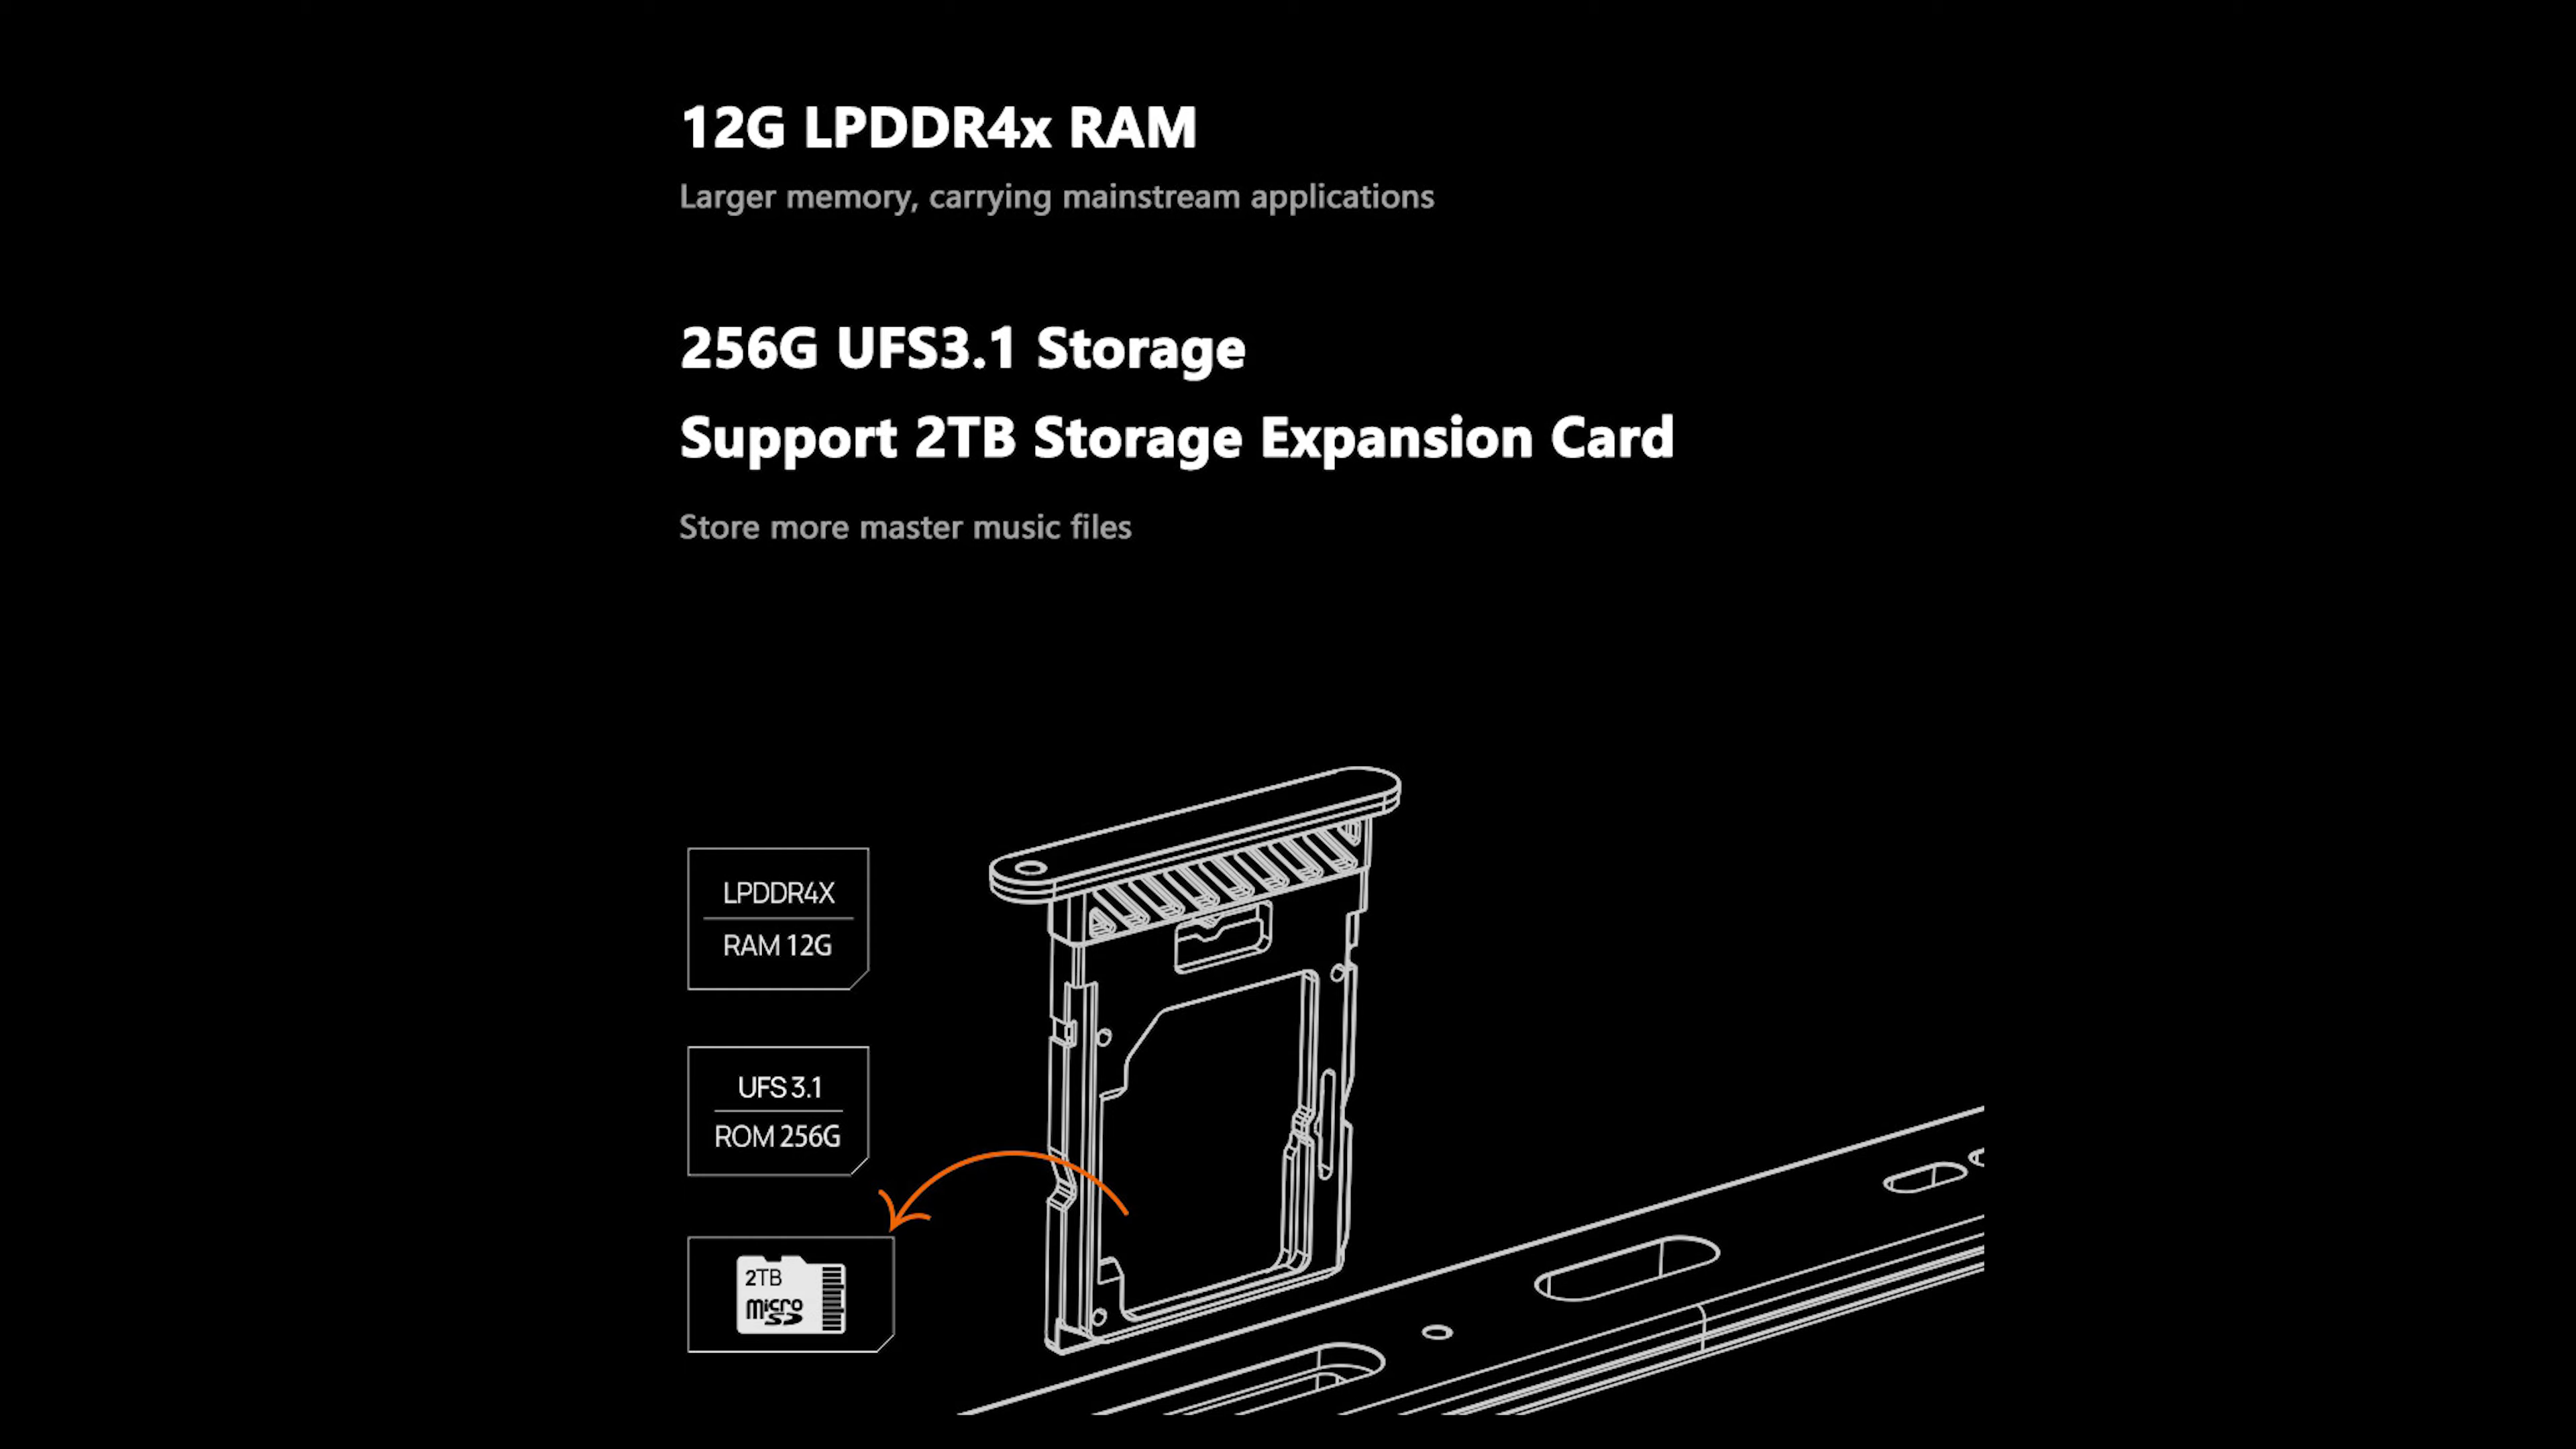 12G LPDDR4x RAM
Larger memory, carrying mainstream applications
256G UFS3.1 Storage
Support 2TB Storage Expansion Card
Store more master music files
LPDDR4X
RAM 12G
UFS 3.1
ROM 256G
2TB
micro
SD